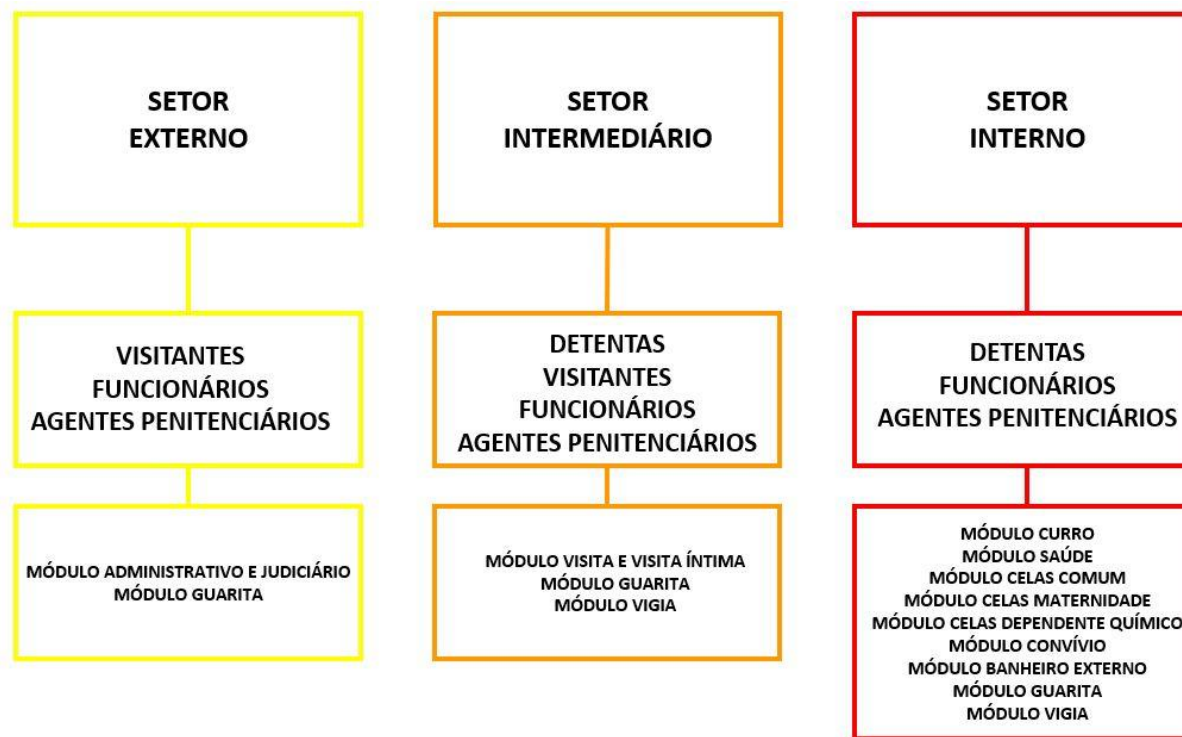 SETOR
EXTERNO
VISITANTES
FUNCIONÁRIOS
AGENTES PENITENCIÁRIOS
MÓDULO ADMINISTRATIVO E JUDICIÁRIO
MÓDULO GUARITA
SETOR
INTERMEDIÁRIO
DETENTAS
VISITANTES
FUNCIONÁRIOS
AGENTES PENITENCIÁRIOS
MÓDULO VISITA E VISITA ÍNTIMA
MÓDULO GUARITA
MÓDULO VIGIA
SETOR
INTERNO
DETENTAS
FUNCIONÁRIOS
AGENTES PENITENCIÁRIOS
MÓDULO CURRO
MÓDULO SAÚDE
MÓDULO CELAS COMUM
MÓDULO CELAS MATERNIDADE
MÓDULO CELAS DEPENDENTE QUÍMICO
MÓDULO CONVÍVIO
MÓDULO BANHEIRO EXTERNO
MÓDULO GUARITA
MÓDULO VIGIA